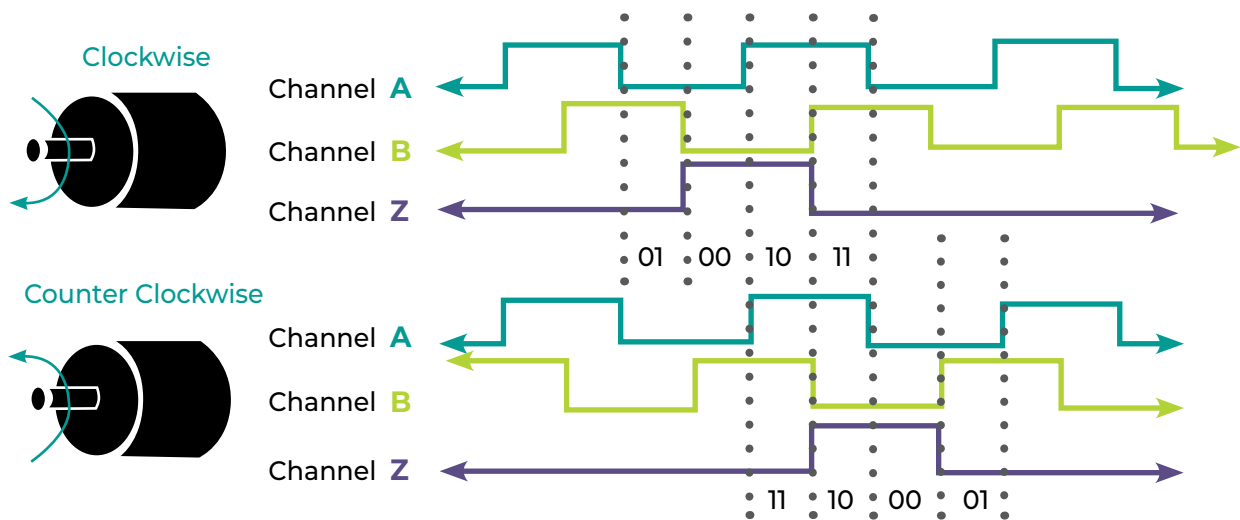 Clockwise
Channel A
Channel B
Channel Z
01 00 10 11
Counter Clockwise
Channel A
Channel B
Channel Z
11 10 00 01